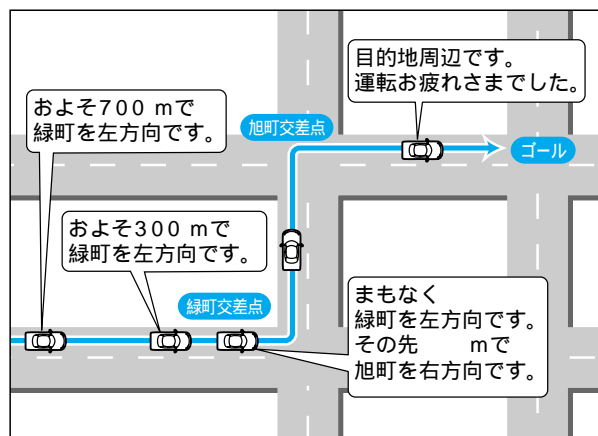 およそ700 mで
緑町を左方向です。
旭町交差点
目的地周辺です。
運転お疲れさまでした。
ゴール
およそ300 mで
緑町を左方向です。
緑町交差点
まもなく
緑町を左方向です。
その先　　mで
旭町を右方向です。